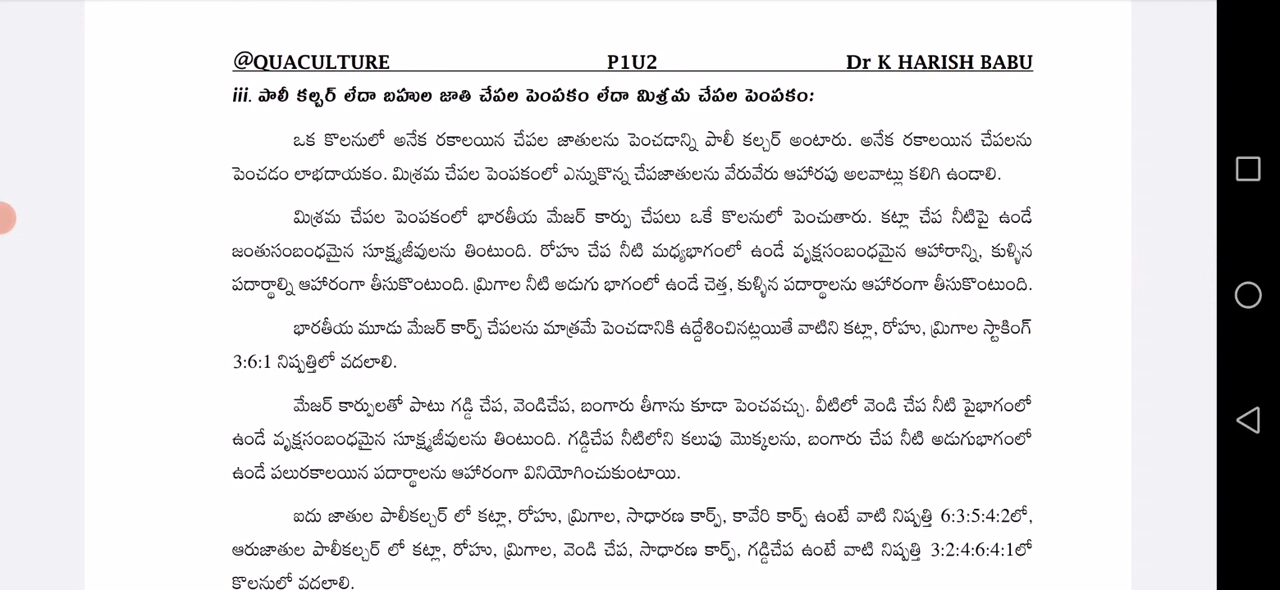 @QUACULTURE P1U2 Dr K HARISH BABU
iii. పాలీ కల్చర్ లేదా బహుల జాతి చేపల పెంపకం లేదా మిశ్రమ చేపల పెంపకం:
ఒక కొలనులో అనేక రకాలయిన చేపల జాతులను పెంచడాన్ని పాలీ కల్చర్ అంటారు. అనేక రకాలయిన చేపలను
పెంచడం లాభదాయకం. మిశ్రమ చేపల పెంపకంలో ఎన్నుకొన్న చేపజాతులను వేరువేరు ఆహారపు అలవాట్లు కలిగి ఉండాలి.
మిశ్రమ చేపల పెంపకంలో భారతీయ మేజర్ కార్పు చేపలు ఒకే కొలనులో పెంచుతారు. కట్లా చేప నీటిపై ఉండే
జంతుసంబంధమైన సూక్ష్మజీవులను తింటుంది. రోహు చేప నీటి మధ్యభాగంలో ఉండే వృక్షసంబంధమైన ఆహారాన్ని, కుళ్ళిన
పదార్థాల్ని ఆహారంగా తీసుకొంటుంది. మ్రిగాల నీటి అడుగు భాగంలో ఉండే చెత్త, కుళ్ళిన పదార్థాలను ఆహారంగా తీసుకొంటుంది.
భారతీయ మూడు మేజర్ కార్ప్ చేపలను మాత్రమే పెంచడానికి ఉద్దేశించినట్లయితే వాటిని కట్లా, రోహు, మ్రిగాల స్టాకింగ్
3:6:1 నిష్పత్తిలో వదలాలి.
మేజర్ కార్పులతో పాటు గడ్డి చేప, వెండిచేప, బంగారు తీగాను కూడా పెంచవచ్చు. వీటిలో వెండి చేప నీటి పైభాగంలో
ఉండే వృక్షసంబంధమైన సూక్ష్మజీవులను తింటుంది. గడ్డిచేప నీటిలోని కలుపు మొక్కలను, బంగారు చేప నీటి అడుగుభాగంలో
ఉండే పలురకాలయిన పదార్థాలను ఆహారంగా వినియోగించుకుంటాయి.
ఐదు జాతుల పాలీకల్చర్ లో కట్లా, రోహు, మ్రిగాల, సాధారణ కార్ప్, కావేరి కార్ప్ ఉంటే వాటి నిష్పత్తి 6:3:5:4:2లో,
ఆరుజాతుల పాలీకల్చర్ లో కట్లా, రోహు, మ్రిగాల, వెండి చేప, సాధారణ కార్ప్, గడ్డిచేప ఉంటే వాటి నిష్పత్తి 3:2:4:6:4:1లో
కొలనులో వదలాలి.